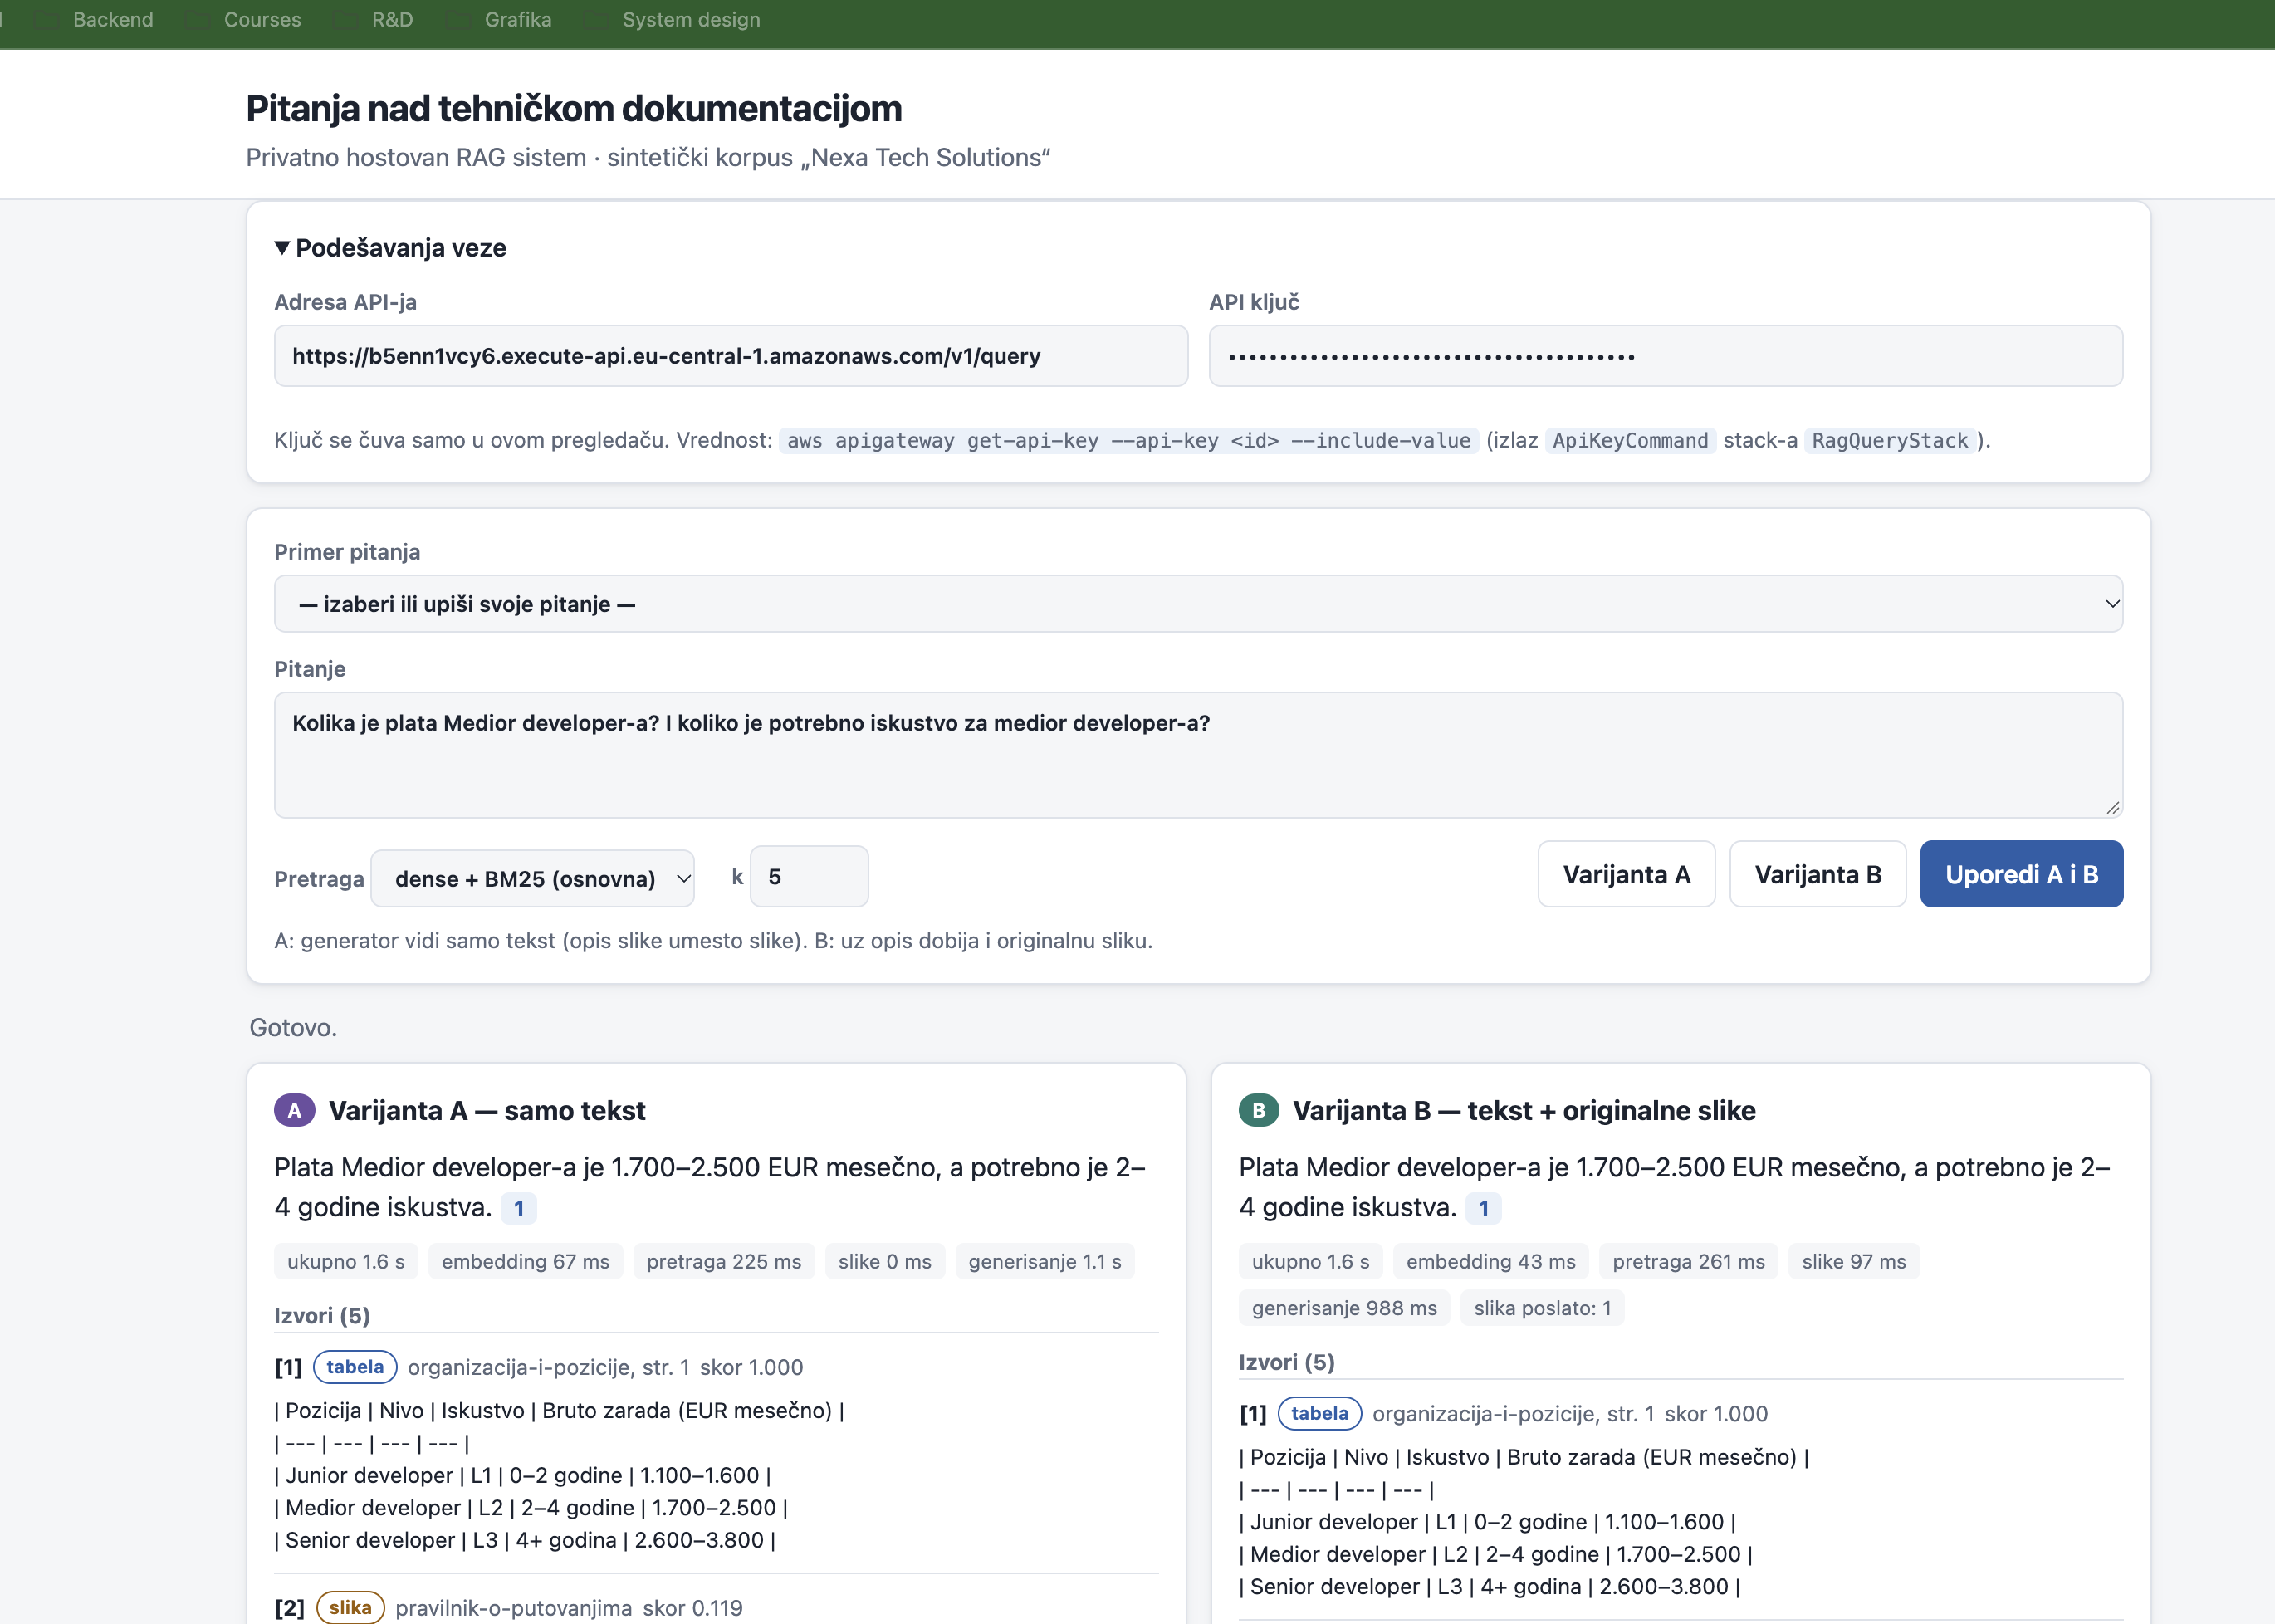 Backend Courses R&D Grafika System design
Pitanja nad tehničkom dokumentacijom
Privatno hostovan RAG sistem · sintetički korpus „Nexa Tech Solutions“
▼ Podešavanja veze
Adresa API-ja
https://b5enn1vcy6.execute-api.eu-central-1.amazonaws.com/v1/query
API ključ
••••••••••••••••••••••••••••••••••••••••
Ključ se čuva samo u ovom pregledaču. Vrednost: aws apigateway get-api-key --api-key <id> --include-value (izlaz ApiKeyCommand stack-a RagQueryStack ).
Primer pitanja
— izaberi ili upiši svoje pitanje —
Pitanje
Kolika je plata Medior developer-a? I koliko je potrebno iskustvo za medior developer-a?
Pretraga dense + BM25 (osnovna) k 5 Varijanta A Varijanta B Uporedi A i B
A: generator vidi samo tekst (opis slike umesto slike). B: uz opis dobija i originalnu sliku.
Gotovo.
A Varijanta A — samo tekst
Plata Medior developer-a je 1.700–2.500 EUR mesečno, a potrebno je 2–
4 godine iskustva. 1
ukupno 1.6 s embedding 67 ms pretraga 225 ms slike 0 ms generisanje 1.1 s
Izvori (5)
[1] tabela organizacija-i-pozicije, str. 1 skor 1.000
| Pozicija | Nivo | Iskustvo | Bruto zarada (EUR mesečno) |
| --- | --- | --- | --- |
| Junior developer | L1 | 0–2 godine | 1.100–1.600 |
| Medior developer | L2 | 2–4 godine | 1.700–2.500 |
| Senior developer | L3 | 4+ godina | 2.600–3.800 |
[2] slika pravilnik-o-putovanjima skor 0.119
B Varijanta B — tekst + originalne slike
Plata Medior developer-a je 1.700–2.500 EUR mesečno, a potrebno je 2–
4 godine iskustva. 1
ukupno 1.6 s embedding 43 ms pretraga 261 ms slike 97 ms
generisanje 988 ms slika poslato: 1
Izvori (5)
[1] tabela organizacija-i-pozicije, str. 1 skor 1.000
| Pozicija | Nivo | Iskustvo | Bruto zarada (EUR mesečno) |
| --- | --- | --- | --- |
| Junior developer | L1 | 0–2 godine | 1.100–1.600 |
| Medior developer | L2 | 2–4 godine | 1.700–2.500 |
| Senior developer | L3 | 4+ godina | 2.600–3.800 |